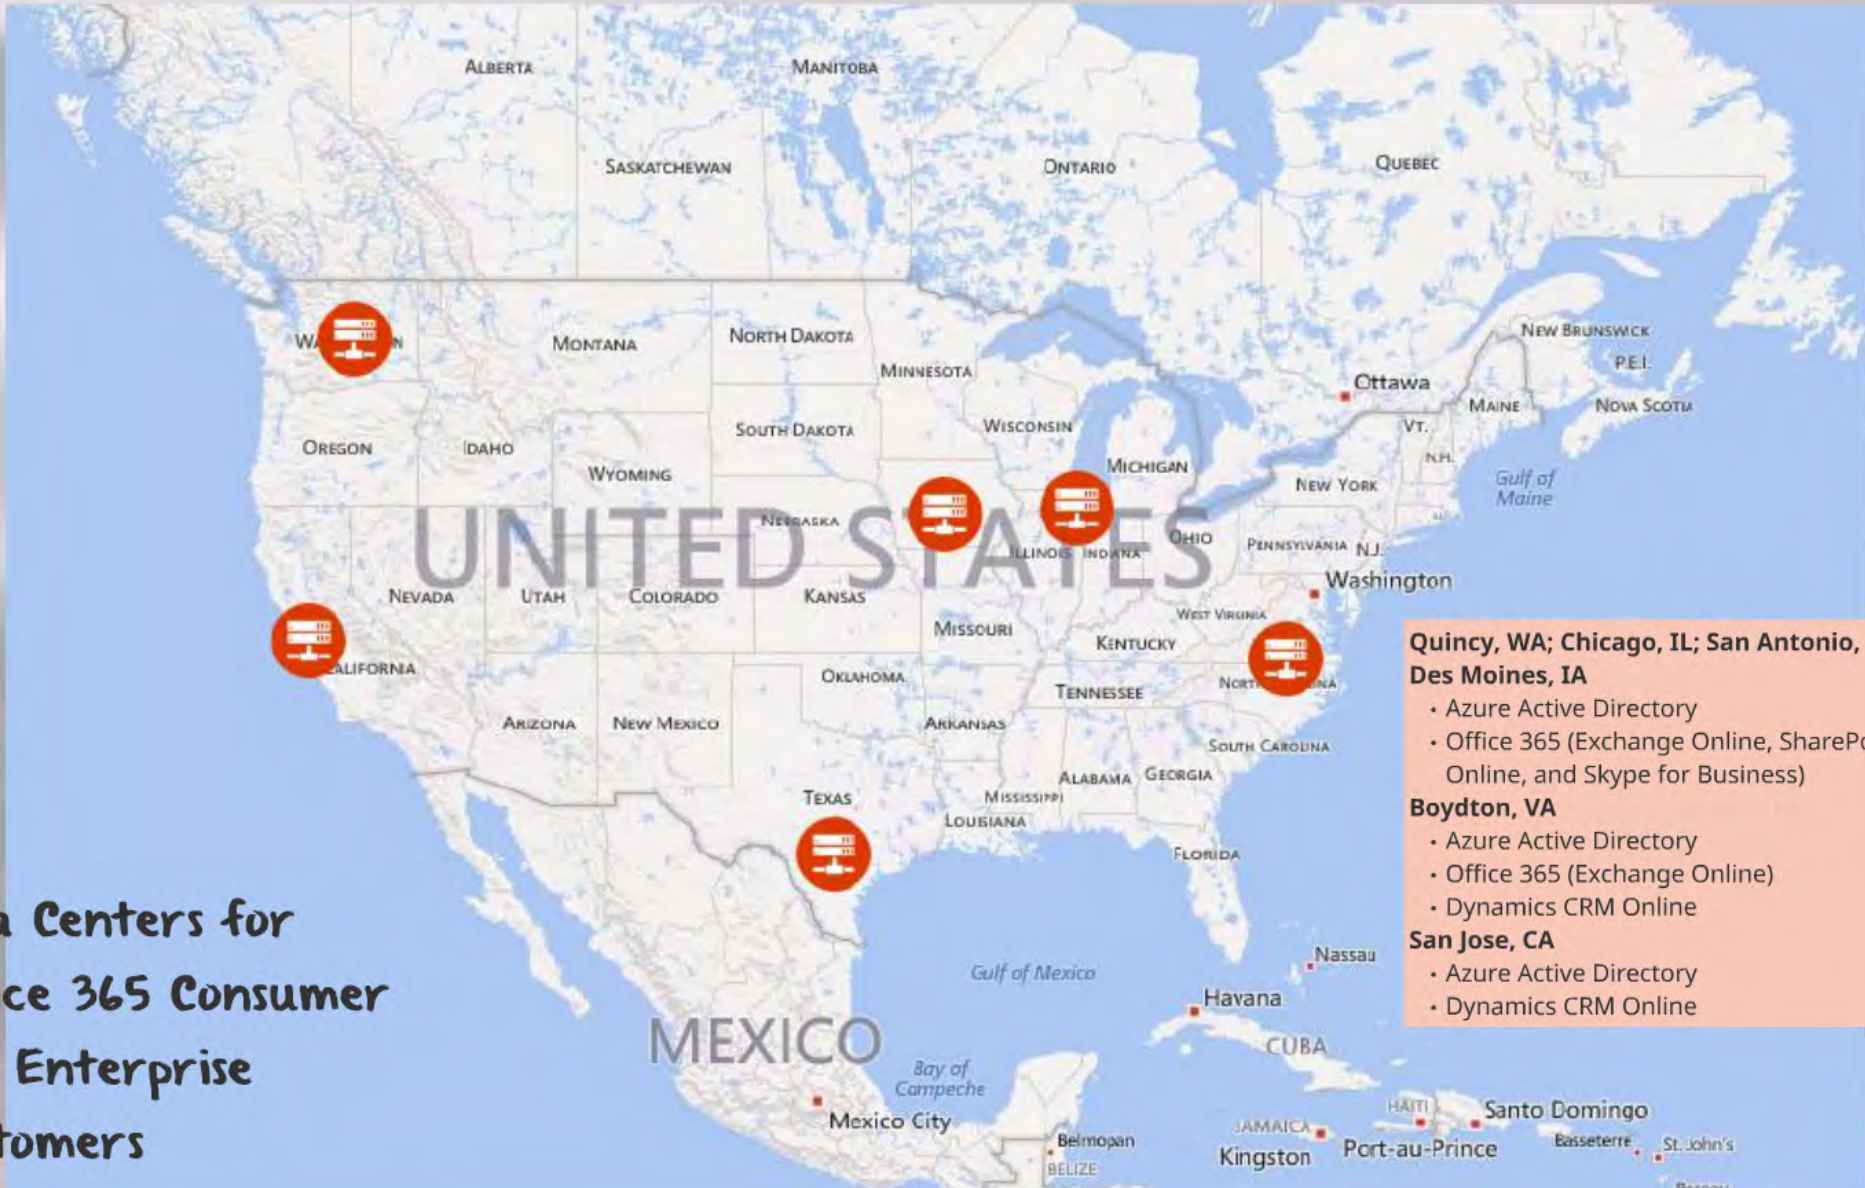 ALBERTA
MANITOBA
SASKATCHEWAN
ONTARIO
QUEBEC
MONTANA
NORTH DAKOTA
MINNESOTA
NEW BRUNSWICK
P.E.I.
Ottawa
MAINE
NOVA SCOTIA
OREGON
IDAHO
SOUTH DAKOTA
WISCONSIN
VT.
N.H.
WYOMING
MICHIGAN
NEW YORK
Gulf of
Maine
NEBRASKA
UNITED STATES
ILLINOIS
INDIANA
OHIO
PENNSYLVANIA
N.J.
Washington
NEVADA
UTAH
COLORADO
KANSAS
MISSOURI
WEST VIRGINIA
KENTUCKY
CALIFORNIA
OKLAHOMA
TENNESSEE
ARIZONA
NEW MEXICO
ARKANSAS
SOUTH CAROLINA
ALABAMA
GEORGIA
TEXAS
MISSISSIPPI
LOUISIANA
FLORIDA
Quincy, WA; Chicago, IL; San Antonio,
Des Moines, IA
• Azure Active Directory
• Office 365 (Exchange Online, SharePo
Online, and Skype for Business)
Boydton, VA
• Azure Active Directory
• Office 365 (Exchange Online)
• Dynamics CRM Online
San Jose, CA
• Azure Active Directory
• Dynamics CRM Online
a Centers for
ce 365 Consumer
Enterprise
tomers
Gulf of Mexico
Nassau
Havana
CUBA
MEXICO
Bay of
Campeche
Mexico City
Belmopan
BELIZE
JAMAICA
Kingston
HAITI
Port-au-Prince
Santo Domingo
Basseterre
St. John's